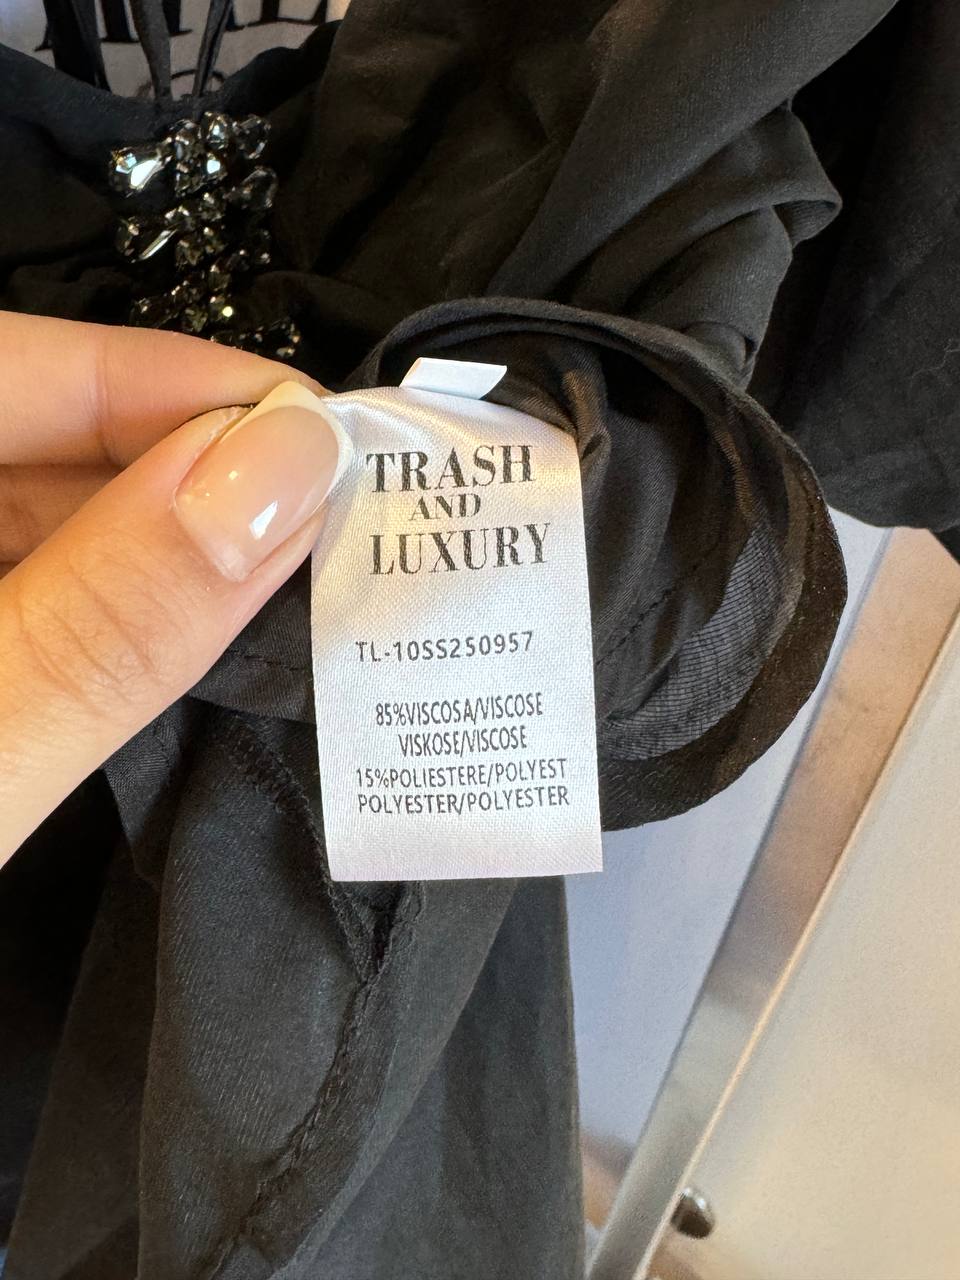 TRASH
AND
LUXURY
TL-10SS250957
85%VISCOSA/VISCOSE
VISKOSE/VISCOSE
15%POLIESTERE/POLYEST
POLYESTER/POLYESTER